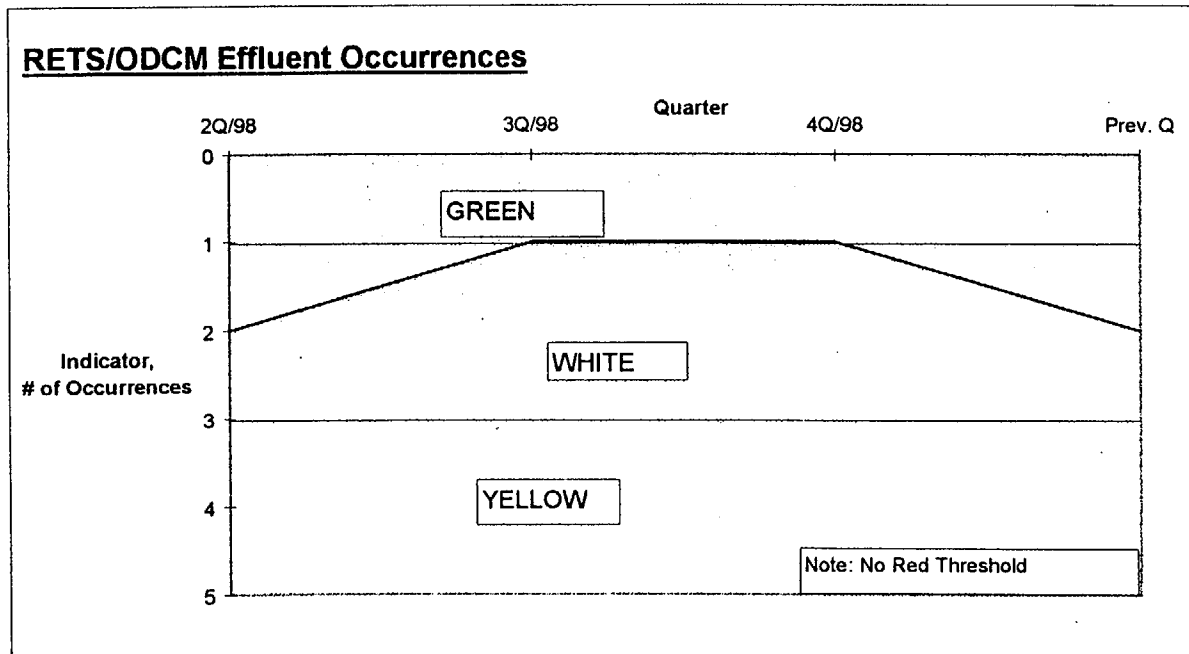 RETS/ODCM Effluent Occurrences
Quarter
2Q/98 3Q/98 4Q/98 Prev. Q
0
GREEN
1
2
Indicator,
# of Occurrences
WHITE
3
YELLOW
4
Note: No Red Threshold
5